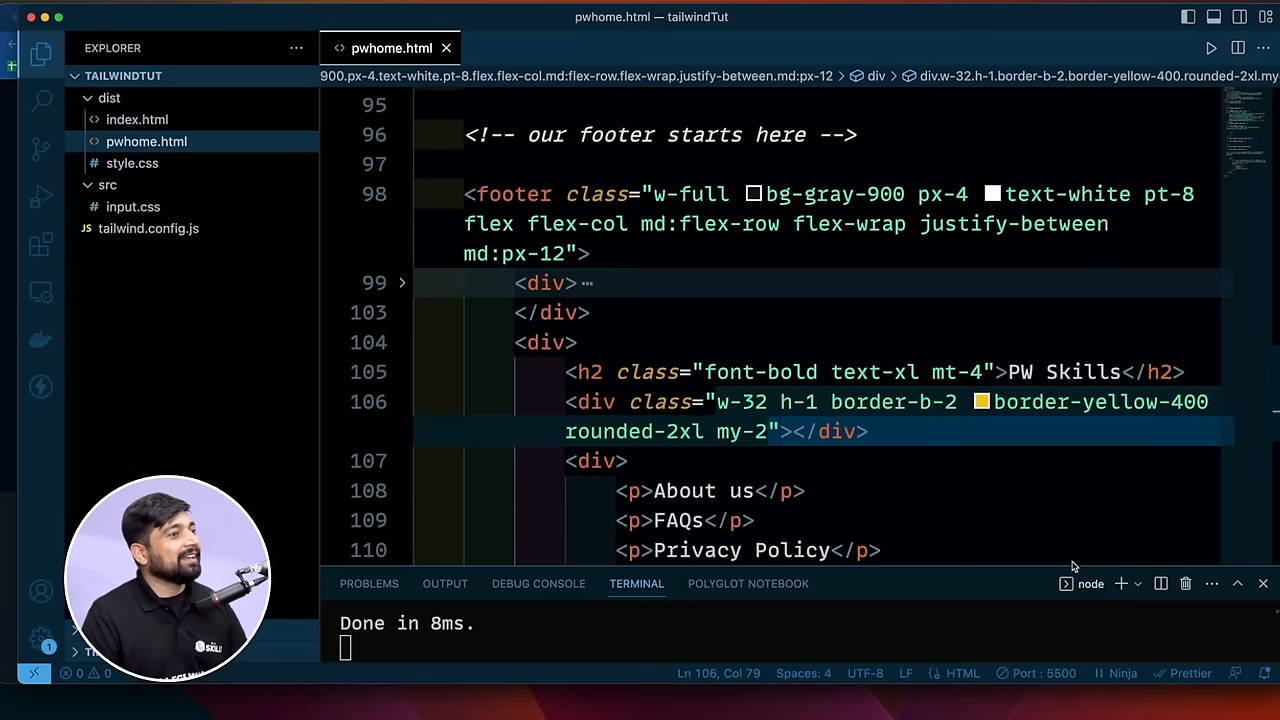 pwhome.html — tailwindTut
EXPLORER
pwhome.html
TAILWINDTUT
900.px-4.text-white.pt-8.flex.flex-col.md:flex-row.flex-wrap.justify-between.md:px-12 > div > div.w-32.h-1.border-b-2.border-yellow-400.rounded-2xl.my
dist
index.html
pwhome.html
style.css
src
input.css
JS tailwind.config.js
95
96 <!-- our footer starts here -->
97
98 <footer class="w-full bg-gray-900 px-4 text-white pt-8
flex flex-col md:flex-row flex-wrap justify-between
md:px-12">
99 <div>
103 </div>
104 <div>
105 <h2 class="font-bold text-xl mt-4">PW Skills</h2>
106 <div class="w-32 h-1 border-b-2 border-yellow-400
rounded-2xl my-2"></div>
107 <div>
108 <p>About us</p>
109 <p>FAQs</p>
110 <p>Privacy Policy</p>
PROBLEMS OUTPUT DEBUG CONSOLE TERMINAL POLYGLOT NOTEBOOK
node
Done in 8ms.
1
0 0
Ln 106, Col 79 Spaces: 4 UTF-8 LF HTML Port : 5500 Ninja Prettier